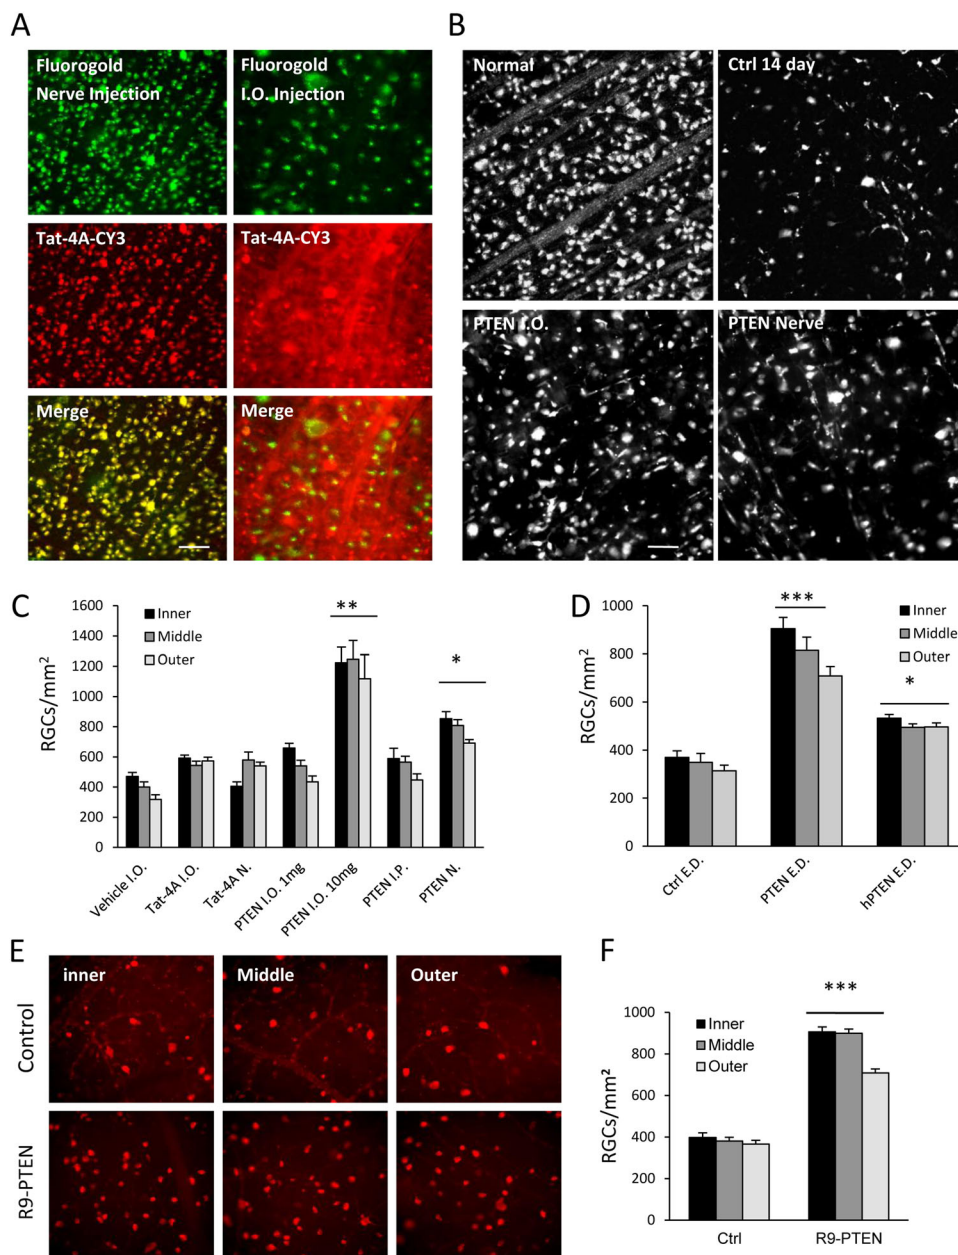 A
Fluorogold
Nerve Injection
Fluorogold
I.O. Injection
Tat-4A-CY3
Tat-4A-CY3
Merge
Merge
B
Normal
Ctrl 14 day
PTEN I.O.
PTEN Nerve
C
RGCs/mm²
1600
1400
1200
1000
800
600
400
200
0
Inner
Middle
Outer
**
*
Vehicle I.O.
Tat-4A I.O.
Tat-4A N.
PTEN I.O. 1mg
PTEN I.O. 10mg
PTEN I.P.
PTEN N.
D
RGCs/mm²
1000
800
600
400
200
0
***
*
Ctrl E.D.
PTEN E.D.
hPTEN E.D.
E
inner
Middle
Outer
Control
R9-PTEN
F
RGCs/mm²
1000
800
600
400
200
0
Inner
Middle
Outer
***
Ctrl
R9-PTEN